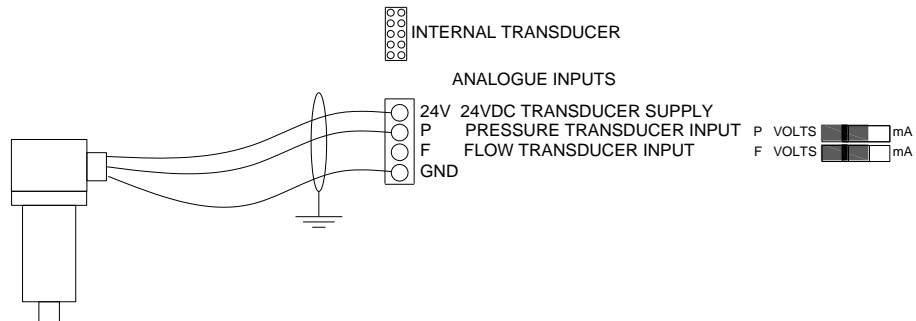 INTERNAL TRANSDUCER
ANALOGUE INPUTS
24V 24VDC TRANSDUCER SUPPLY
P PRESSURE TRANSDUCER INPUT P VOLTS mA
F FLOW TRANSDUCER INPUT F VOLTS mA
GND